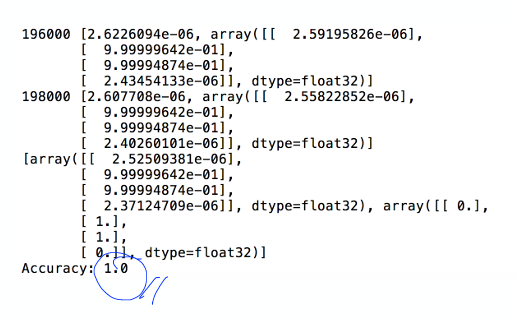 196000 [2.6226094e-06, array([[  2.59195826e-06],
       [  9.99999642e-01],
       [  9.99994874e-01],
       [  2.43454133e-06]], dtype=float32)]
198000 [2.607708e-06, array([[  2.55822852e-06],
       [  9.99999642e-01],
       [  9.99994874e-01],
       [  2.40260101e-06]], dtype=float32)]
[array([[  2.52509381e-06],
       [  9.99999642e-01],
       [  9.99994874e-01],
       [  2.37124709e-06]], dtype=float32), array([[ 0.],
       [ 1.],
       [ 1.],
       [ 0.]], dtype=float32)]
Accuracy: 1.0